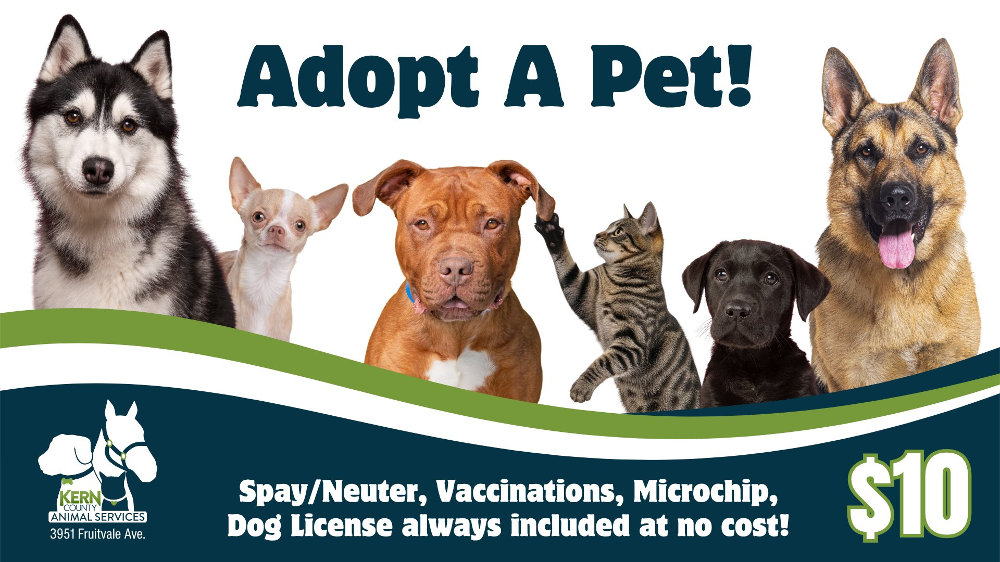 Adopt A Pet!
KERN
COUNTY
ANIMAL SERVICES
3951 Fruitvale Ave.
Spay/Neuter, Vaccinations, Microchip,
Dog License always included at no cost!
$10